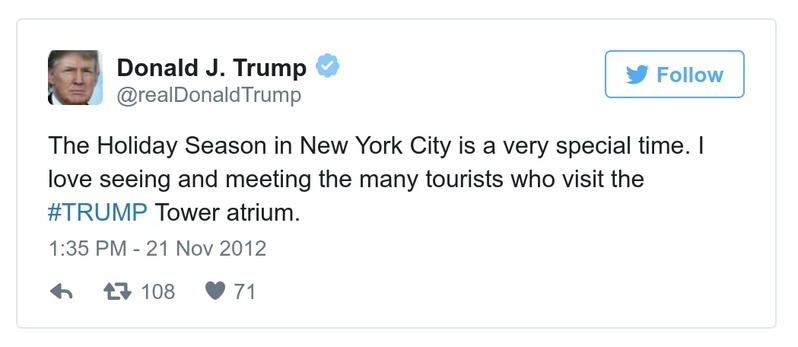 Donald J. Trump
@realDonaldTrump
Follow
The Holiday Season in New York City is a very special time. I
love seeing and meeting the many tourists who visit the
#TRUMP Tower atrium.
1:35 PM - 21 Nov 2012
108 71